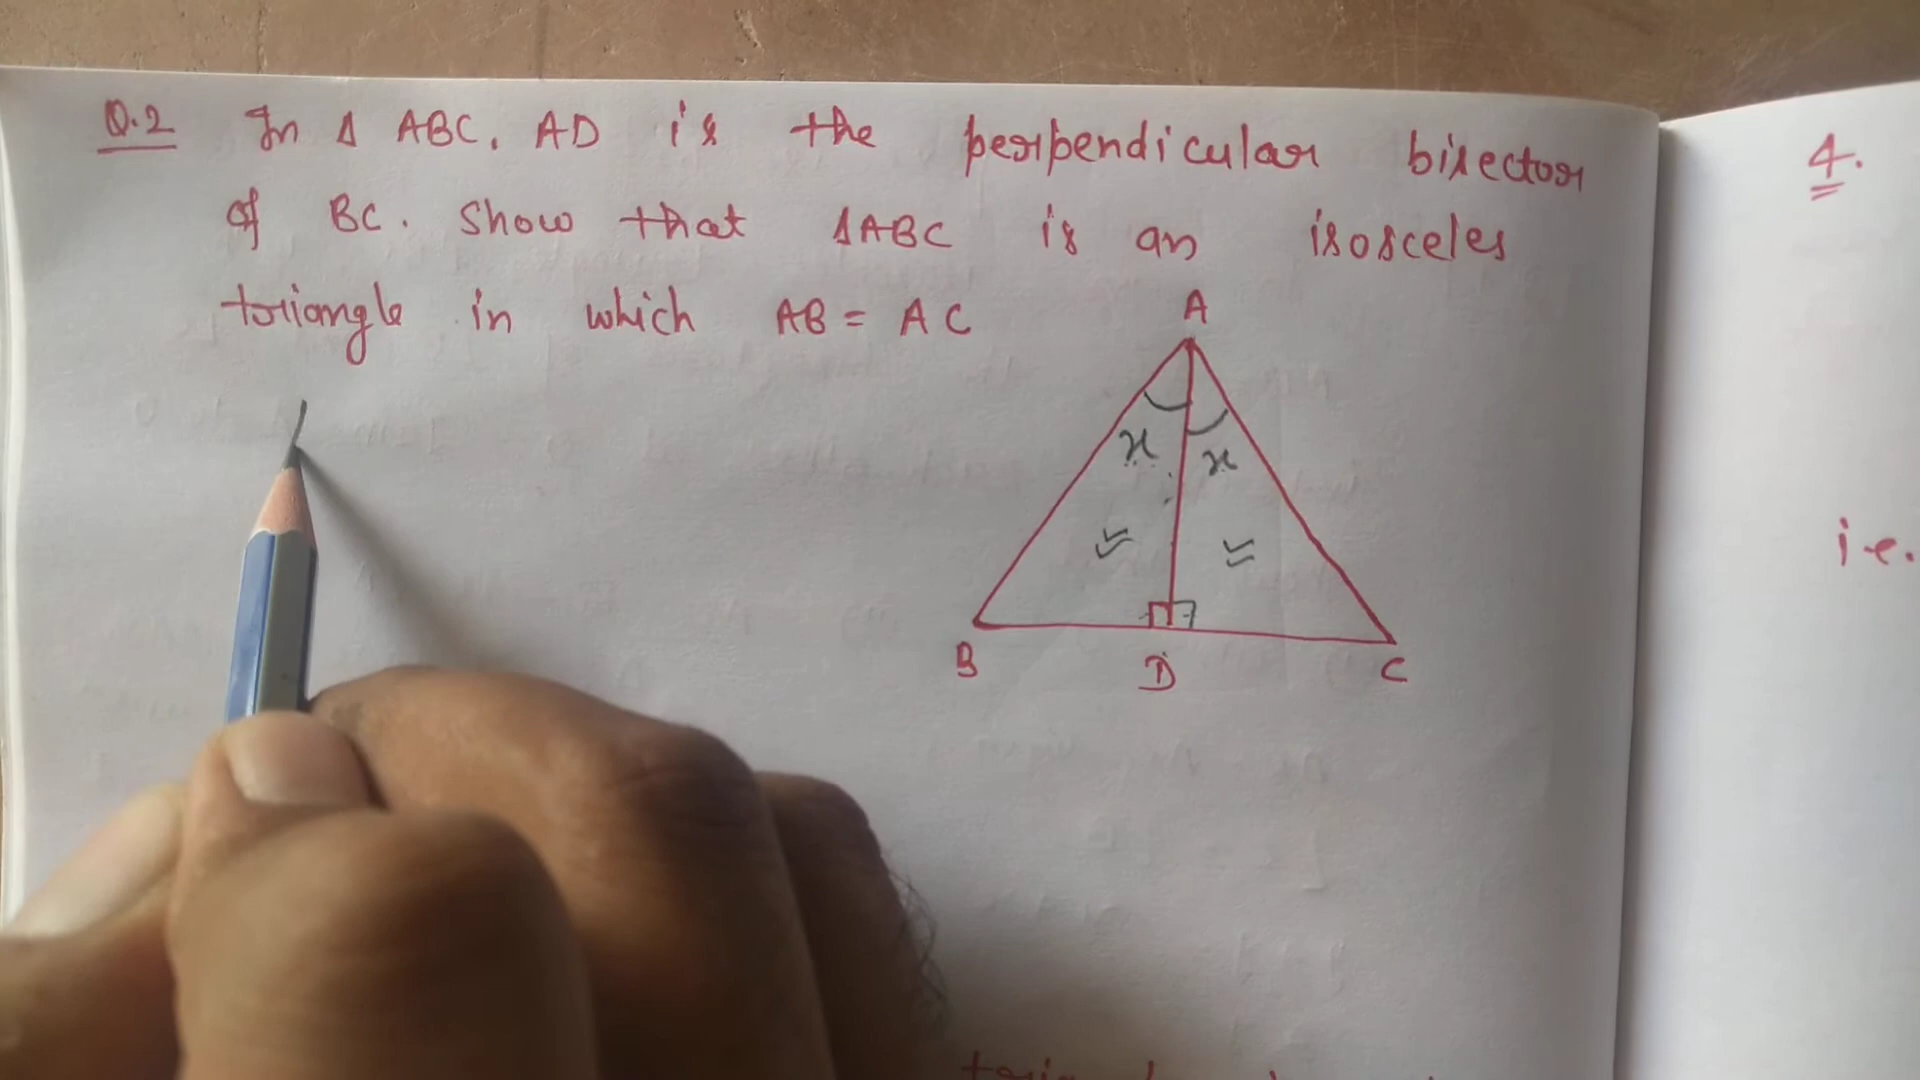 Q.2 In Δ ABC, AD is the perpendicular bisector
of BC. Show that ΔABC is an isosceles
triangle in which AB = AC
A
x x
B D C
4.
i.e.